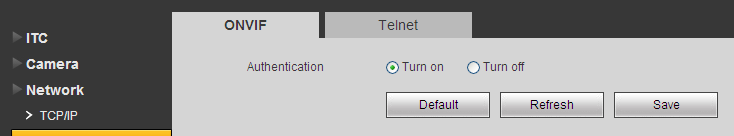 ONVIF Telnet
ITC
Camera
Network
TCP/IP
Authentication Turn on Turn off
Default Refresh Save